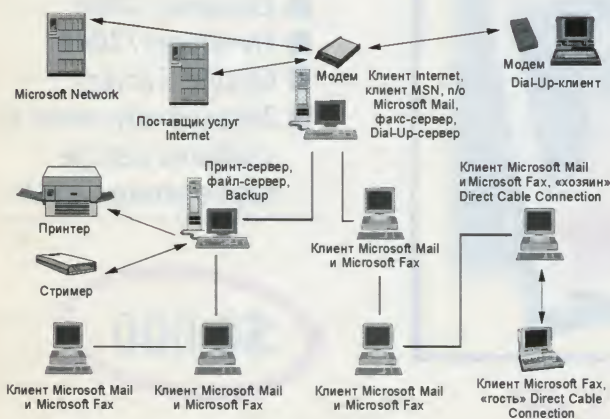 Microsoft Network
Поставщик услуг
Internet
Модем
Клиент Internet,
клиент MSN, п/о
Microsoft Mail,
факс-сервер,
Dial-Up-сервер
Модем
Dial-Up-клиент
Принтер
Стример
Принт-сервер,
файл-сервер,
Backup
Клиент Microsoft Mail
и Microsoft Fax
Клиент Microsoft Mail
и Microsoft Fax, «хозяин»
Direct Cable Connection
Клиент Microsoft Mail
и Microsoft Fax
Клиент Microsoft Mail
и Microsoft Fax
Клиент Microsoft Mail
и Microsoft Fax
Клиент Microsoft Fax,
«гость» Direct Cable
Connection